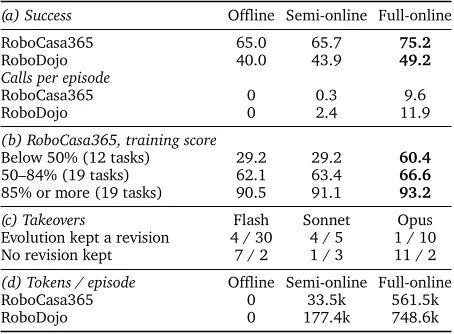 (a) Success Offline Semi-online Full-online
RoboCasa365 65.0 65.7 75.2
RoboDojo 40.0 43.9 49.2
Calls per episode
RoboCasa365 0 0.3 9.6
RoboDojo 0 2.4 11.9
(b) RoboCasa365, training score
Below 50% (12 tasks) 29.2 29.2 60.4
50–84% (19 tasks) 62.1 63.4 66.6
85% or more (19 tasks) 90.5 91.1 93.2
(c) Takeovers Flash Sonnet Opus
Evolution kept a revision 4 / 30 4 / 5 1 / 10
No revision kept 7 / 2 1 / 3 11 / 2
(d) Tokens / episode Offline Semi-online Full-online
RoboCasa365 0 33.5k 561.5k
RoboDojo 0 177.4k 748.6k